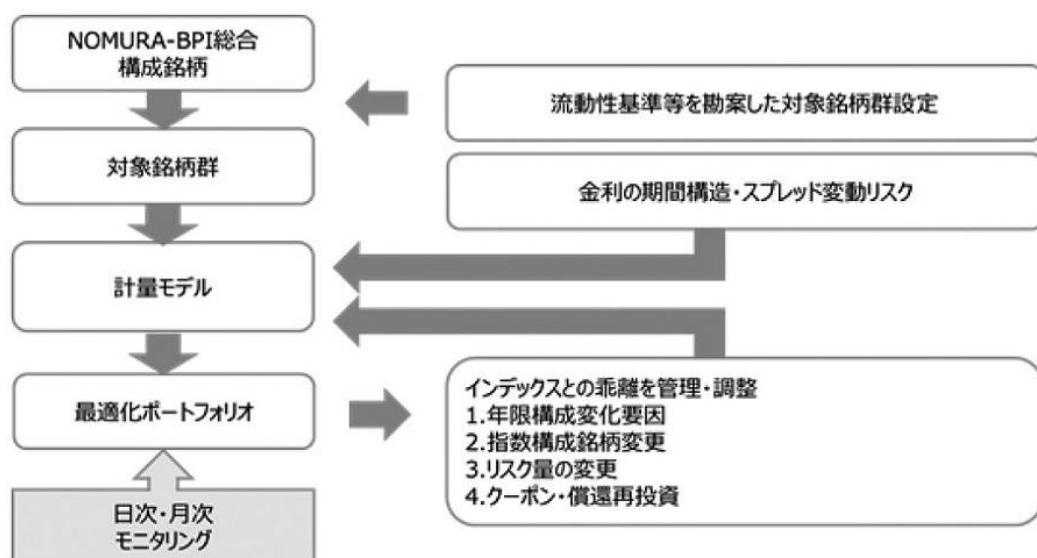 NOMURA-BPI総合
構成銘柄
流動性基準等を勘案した対象銘柄群設定
対象銘柄群
金利の期間構造・スプレッド変動リスク
計量モデル
最適化ポートフォリオ
インデックスとの乖離を管理・調整
1.年限構成変化要因
2.指数構成銘柄変更
3.リスク量の変更
4.クーポン・償還再投資
日次・月次
モニタリング